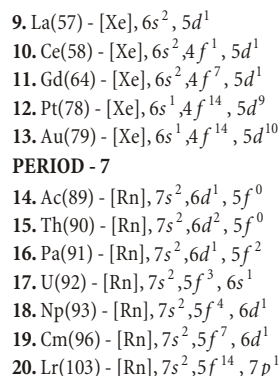 9. La(57) - [Xe], 6s², 5d¹
10. Ce(58) - [Xe], 6s²,4f¹, 5d¹
11. Gd(64) - [Xe], 6s²,4f⁷, 5d¹
12. Pt(78) - [Xe], 6s¹,4f¹⁴, 5d⁹
13. Au(79) - [Xe], 6s¹,4f¹⁴, 5d¹⁰
PERIOD - 7
14. Ac(89) - [Rn], 7s²,6d¹, 5f⁰
15. Th(90) - [Rn], 7s²,6d², 5f⁰
16. Pa(91) - [Rn], 7s²,6d¹, 5f²
17. U(92) - [Rn], 7s²,5f³, 6s¹
18. Np(93) - [Rn], 7s²,5f⁴, 6d¹
19. Cm(96) - [Rn], 7s²,5f⁷, 6d¹
20. Lr(103) - [Rn], 7s²,5f¹⁴, 7p¹